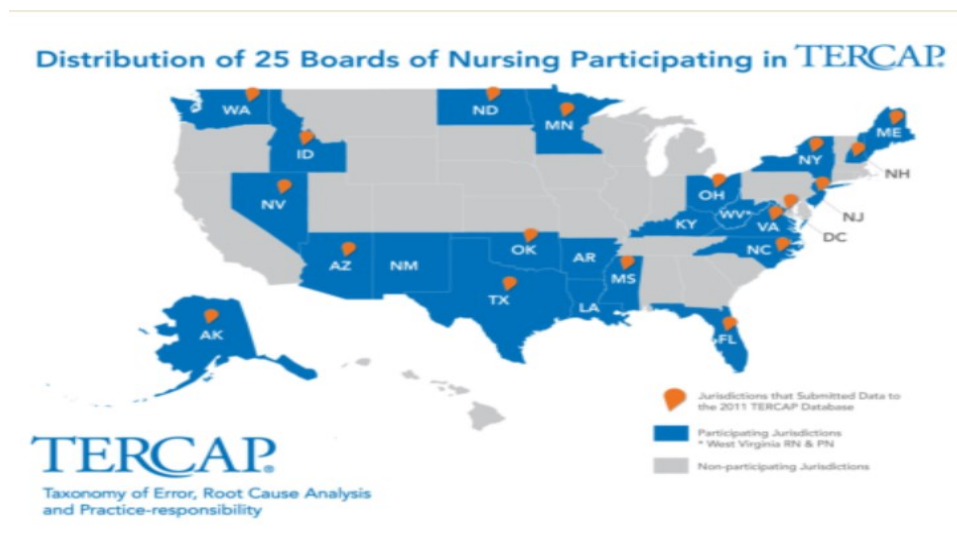 Distribution of 25 Boards of Nursing Participating in TERCAP®
WA
ND
MN
ME
ID
NY
NH
NV
OH
WV*
NJ
KY
VA
DC
OK
NC
AZ
NM
AR
MS
TX
LA
FL
AK
Jurisdictions that Submitted Data to
the 2011 TERCAP Database
Participating Jurisdictions
* West Virginia RN & PN
Non-participating Jurisdictions
TERCAP®
Taxonomy of Error, Root Cause Analysis
and Practice-responsibility